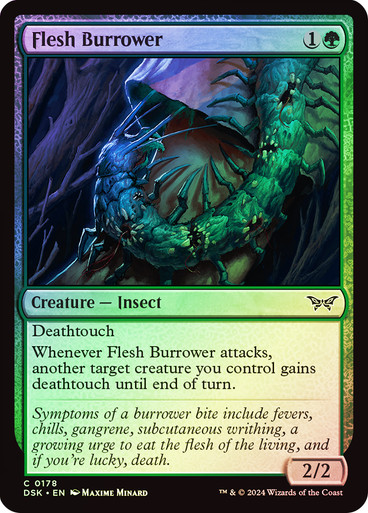 Flesh Burrower 1
Creature — Insect
Deathtouch
Whenever Flesh Burrower attacks,
another target creature you control gains
deathtouch until end of turn.
Symptoms of a burrower bite include fevers,
chills, gangrene, subcutaneous writhing, a
growing urge to eat the flesh of the living, and
if you're lucky, death.
2/2
C 0178
DSK • EN Maxime Minard
™ & © 2024 Wizards of the Coast